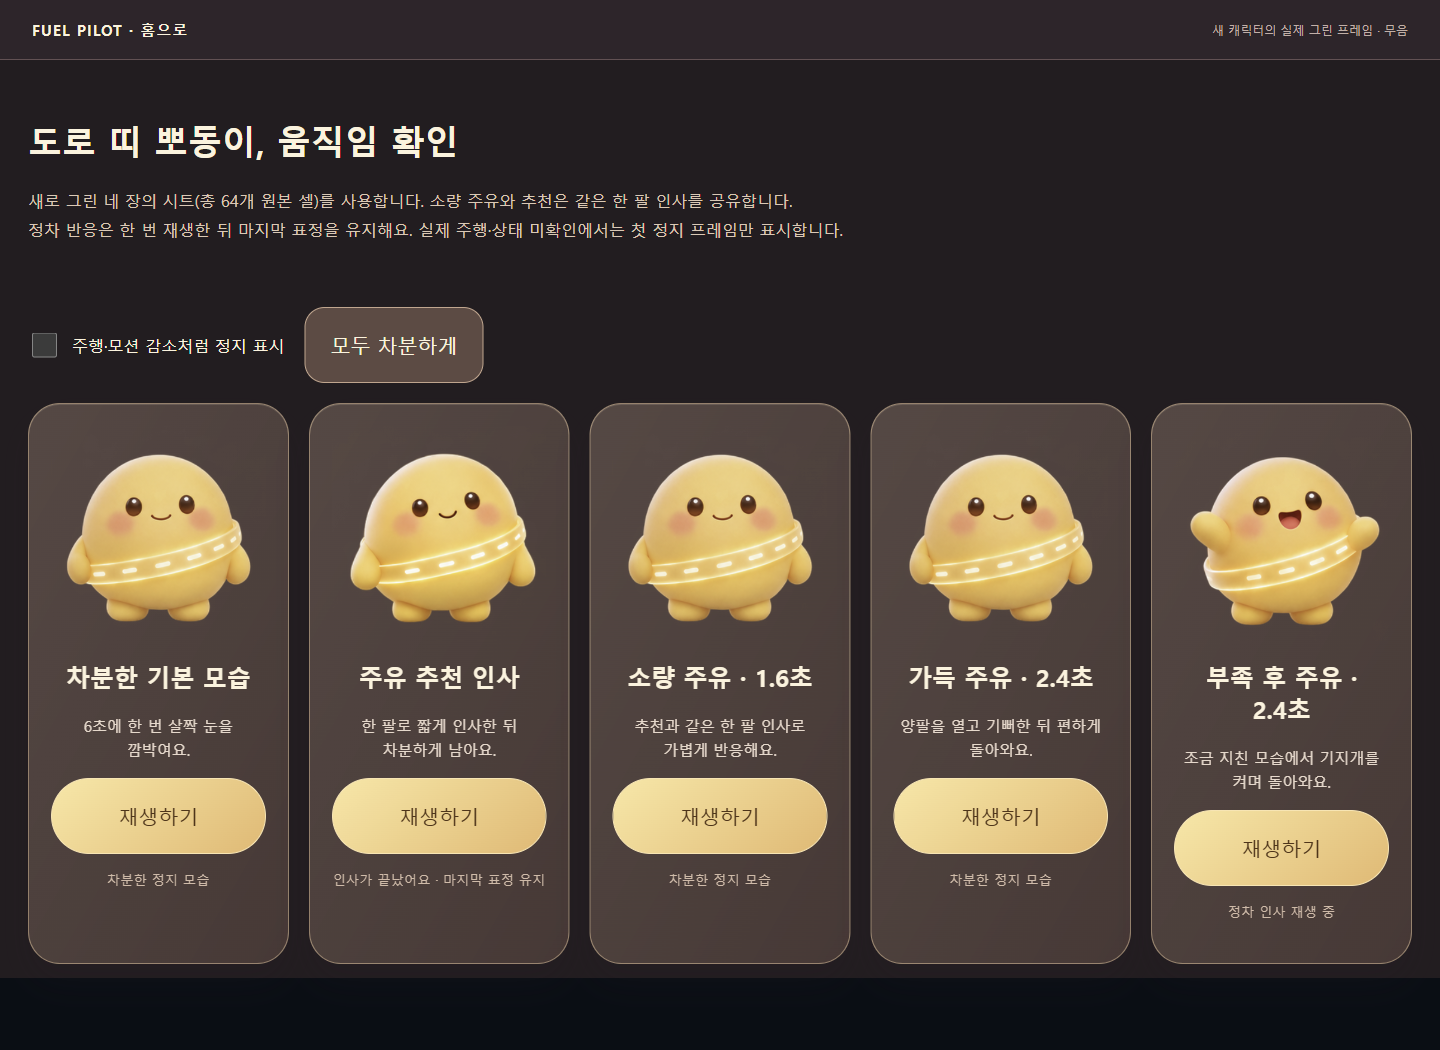 FUEL PILOT · 홈으로
새 캐릭터의 실제 그린 프레임 · 무음
도로 띠 뽀동이, 움직임 확인
새로 그린 네 장의 시트(총 64개 원본 셀)를 사용합니다. 소량 주유와 추천은 같은 한 팔 인사를 공유합니다.
정차 반응은 한 번 재생한 뒤 마지막 표정을 유지해요. 실제 주행·상태 미확인에서는 첫 정지 프레임만 표시합니다.
주행·모션 감소처럼 정지 표시
모두 차분하게
차분한 기본 모습
6초에 한 번 살짝 눈을
깜박여요.
재생하기
차분한 정지 모습
주유 추천 인사
한 팔로 짧게 인사한 뒤
차분하게 남아요.
재생하기
인사가 끝났어요 · 마지막 표정 유지
소량 주유 · 1.6초
추천과 같은 한 팔 인사로
가볍게 반응해요.
재생하기
차분한 정지 모습
가득 주유 · 2.4초
양팔을 열고 기뻐한 뒤 편하게
돌아와요.
재생하기
차분한 정지 모습
부족 후 주유 ·
2.4초
조금 지친 모습에서 기지개를
켜며 돌아와요.
재생하기
정차 인사 재생 중